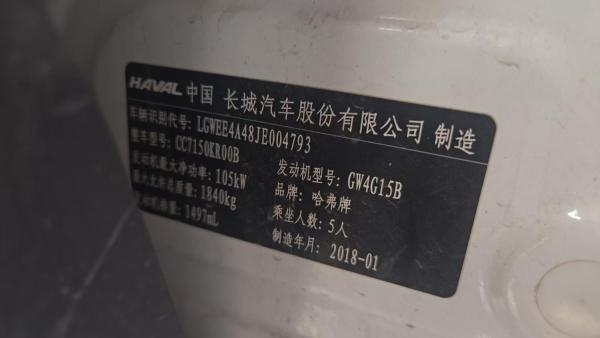 HAVAL 中国 长城汽车股份有限公司 制造
车辆识别代号: LGWEE4A48JE004793
整车型号: CC7150KR00B
发动机最大净功率: 105kW 发动机型号: GW4G15B
最大允许总质量: 1840kg 品牌: 哈弗牌
发动机排量: 1497mL 乘坐人数: 5人
制造年月: 2018-01